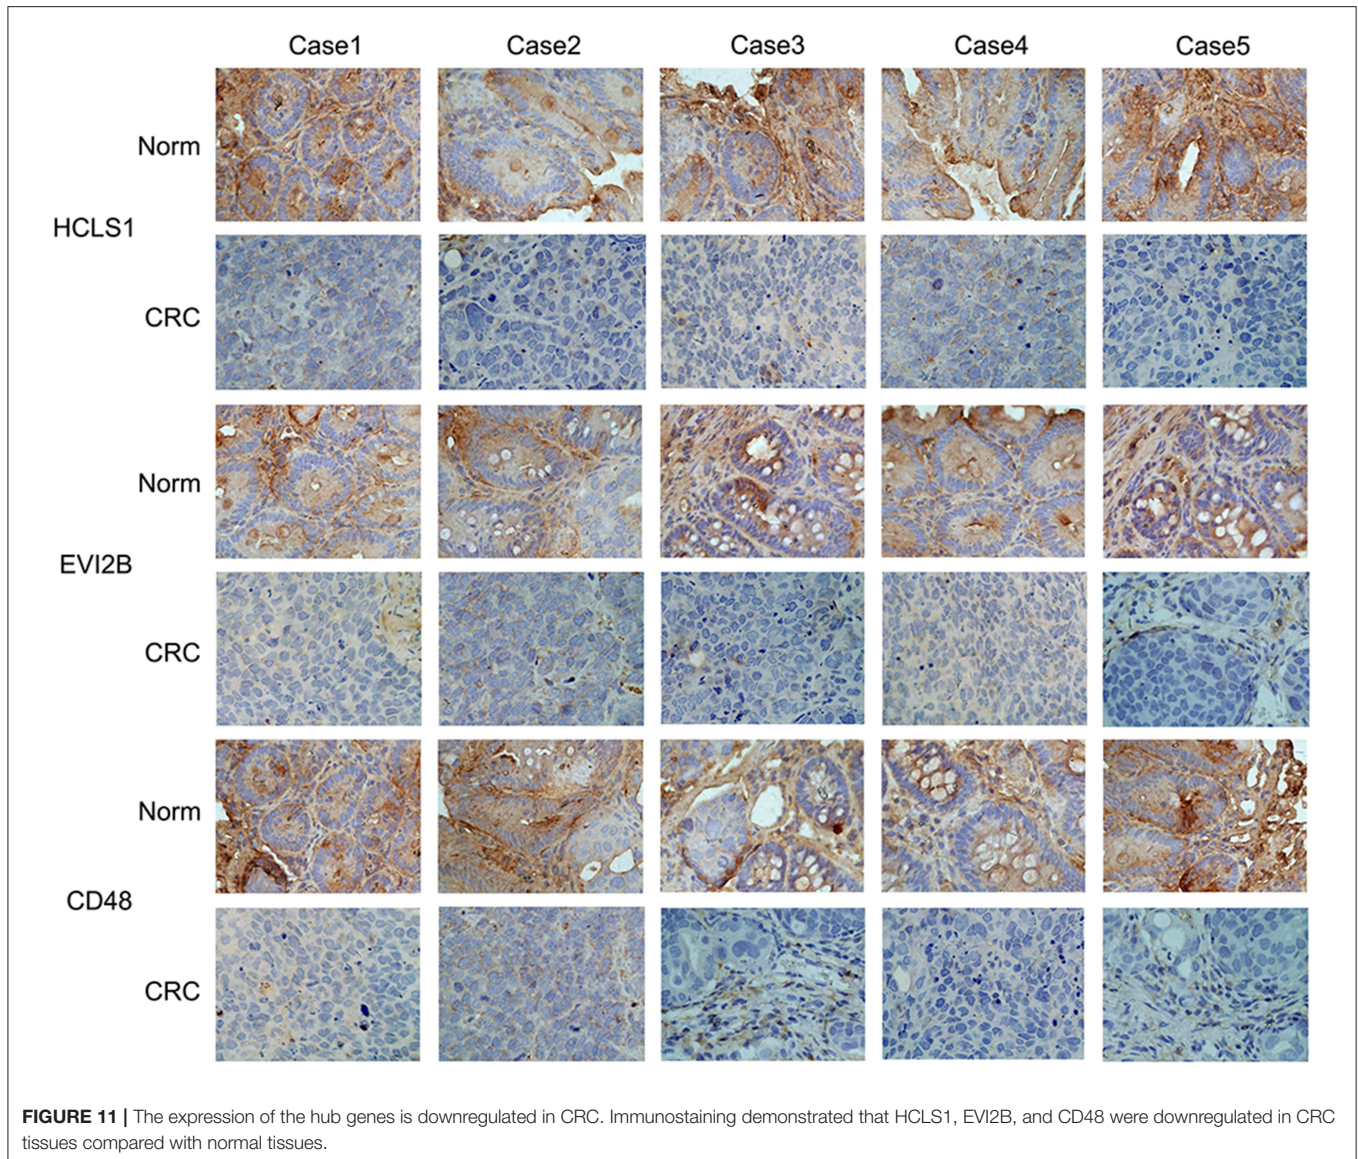 Case1 Case2 Case3 Case4 Case5
Norm
HCLS1
CRC
Norm
EVI2B
CRC
Norm
CD48
CRC
FIGURE 11 | The expression of the hub genes is downregulated in CRC. Immunostaining demonstrated that HCLS1, EVI2B, and CD48 were downregulated in CRC
tissues compared with normal tissues.